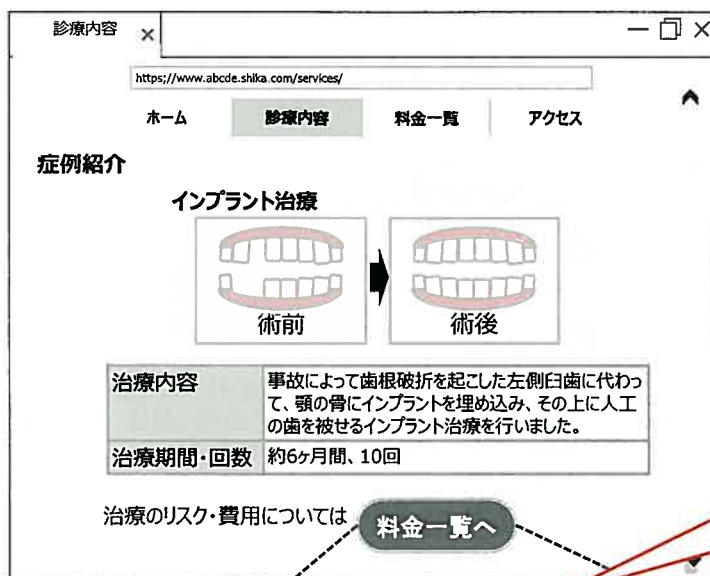 診療内容
https://www.abcde.shika.com/services/
ホーム 診療内容 料金一覧 アクセス
症例紹介
インプラント治療
術前 術後
治療内容 事故によって歯根破折を起こした左側臼歯に代わっ
て、顎の骨にインプラントを埋め込み、その上に人工
の歯を被せるインプラント治療を行いました。
治療期間・回数 約6ヶ月間、10回
治療のリスク・費用については 料金一覧へ